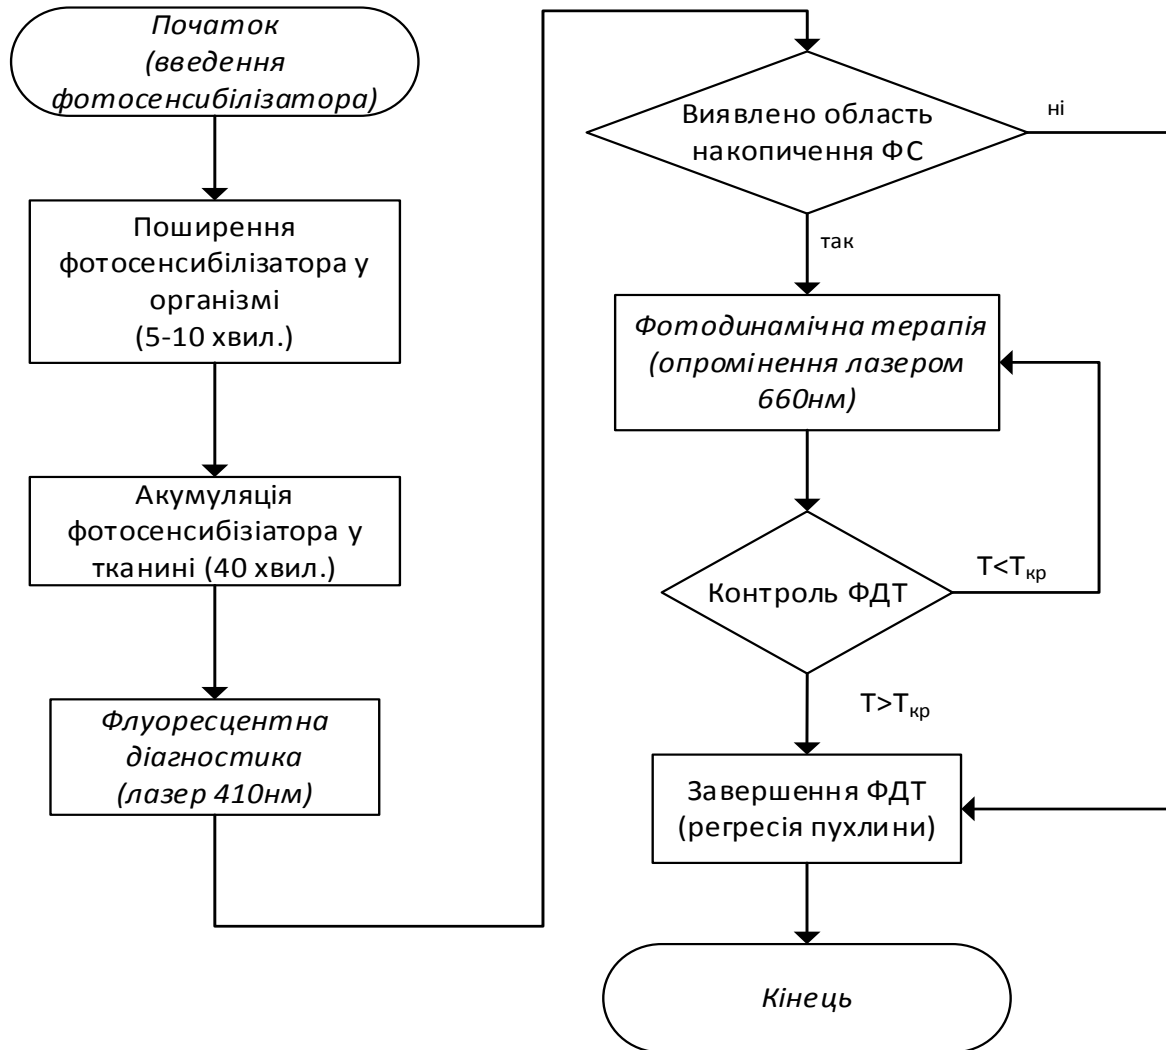 Початок
(введення
фотосенсибілізатора)
Поширення
фотосенсибілізатора у
організмі
(5-10 хвил.)
Акумуляція
фотосенсибізіатора у
тканині (40 хвил.)
Флуоресцентна
діагностика
(лазер 410нм)
Виявлено область
накопичення ФС
ні
так
Фотодинамічна терапія
(опромінення лазером
660нм)
Контроль ФДТ
T<Tкр
T>Tкр
Завершення ФДТ
(регресія пухлини)
Кінець